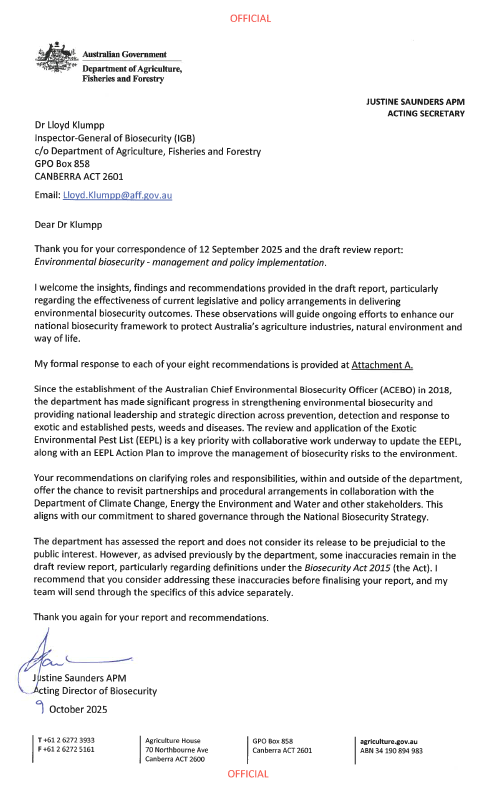 OFFICIAL
Australian Government
Department of Agriculture,
Fisheries and Forestry
JUSTINE SAUNDERS APM
ACTING SECRETARY
Dr Lloyd Klumpp
Inspector-General of Biosecurity (IGB)
c/o Department of Agriculture, Fisheries and Forestry
GPO Box 858
CANBERRA ACT 2601
Email: Lloyd.Klumpp@aff.gov.au
Dear Dr Klumpp
Thank you for your correspondence of 12 September 2025 and the draft review report:
Environmental biosecurity - management and policy implementation.
I welcome the insights, findings and recommendations provided in the draft report, particularly
regarding the effectiveness of current legislative and policy arrangements in delivering
environmental biosecurity outcomes. These observations will guide ongoing efforts to enhance our
national biosecurity framework to protect Australia's agriculture industries, natural environment and
way of life.
My formal response to each of your eight recommendations is provided at Attachment A.
Since the establishment of the Australian Chief Environmental Biosecurity Officer (ACEBO) in 2018,
the department has made significant progress in strengthening environmental biosecurity and
providing national leadership and strategic direction across prevention, detection and response to
exotic and established pests, weeds and diseases. The review and application of the Exotic
Environmental Pest List (EEPL) is a key priority with collaborative work underway to update the EEPL,
along with an EEPL Action Plan to improve the management of biosecurity risks to the environment.
Your recommendations on clarifying roles and responsibilities, within and outside of the department,
offer the chance to revisit partnerships and procedural arrangements in collaboration with the
Department of Climate Change, Energy the Environment and Water and other stakeholders. This
aligns with our commitment to shared governance through the National Biosecurity Strategy.
The department has assessed the report and does not consider its release to be prejudicial to the
public interest. However, as advised previously by the department, some inaccuracies remain in the
draft review report, particularly regarding definitions under the Biosecurity Act 2015 (the Act). I
recommend that you consider addressing these inaccuracies before finalising your report, and my
team will send through the specifics of this advice separately.
Thank you again for your report and recommendations.
Justine Saunders APM
Acting Director of Biosecurity
9 October 2025
T +61 2 6272 3933
F +61 2 6272 5161
Agriculture House
70 Northbourne Ave
Canberra ACT 2600
GPO Box 858
Canberra ACT 2601
agriculture.gov.au
ABN 34 190 894 983
OFFICIAL